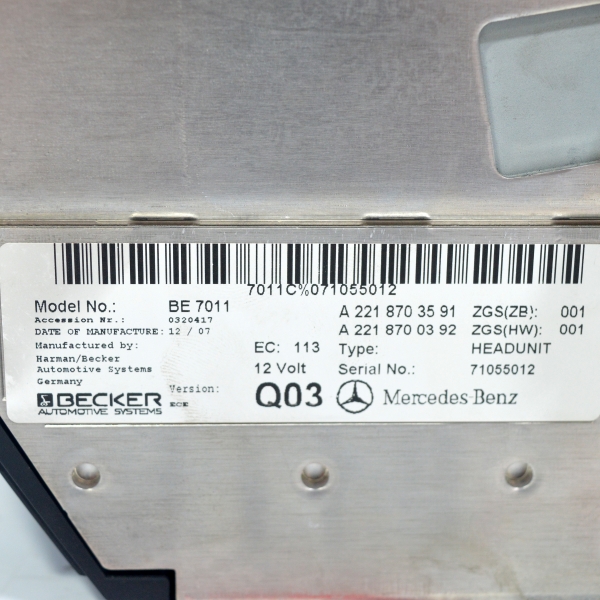 7011C%071055012
Model No.: BE 7011 A 221 870 35 91 ZGS(ZB): 001
Accession Nr.: 0320417 A 221 870 03 92 ZGS(HW): 001
DATE OF MANUFACTURE: 12 / 07
Manufactured by: EC: 113 Type: HEADUNIT
Harman/Becker
Automotive Systems 12 Volt Serial No.: 71055012
Germany
Version: Q03 Mercedes-Benz
BECKER ECE
AUTOMOTIVE SYSTEMS